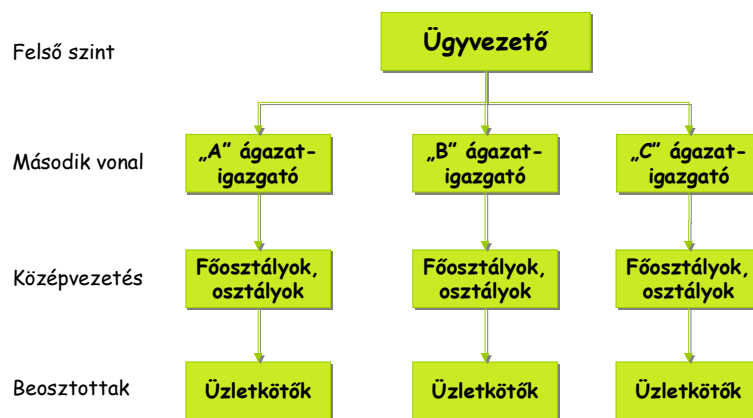 Felső szint
Ügyvezető
Második vonal
„A” ágazat-
igazgató
„B” ágazat-
igazgató
„C” ágazat-
igazgató
Középvezetés
Főosztályok,
osztályok
Főosztályok,
osztályok
Főosztályok,
osztályok
Beosztottak
Üzletkötők
Üzletkötők
Üzletkötők